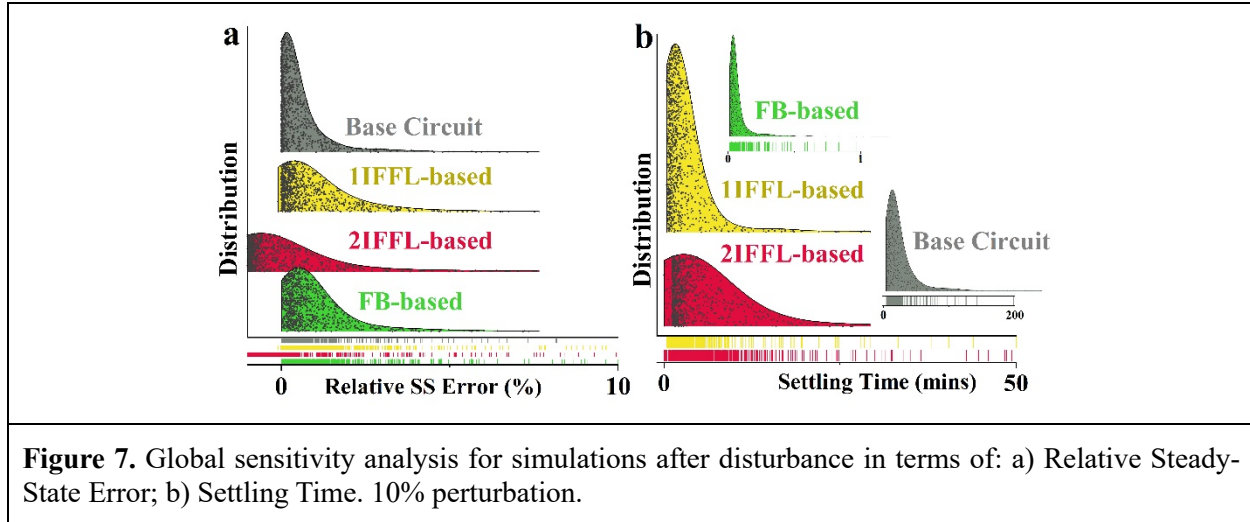 a
Base Circuit
1IFFL-based
2IFFL-based
FB-based
Distribution
0
10
Relative SS Error (%)
b
FB-based
0
1
1IFFL-based
Base Circuit
2IFFL-based
0
200
Distribution
0
50
Settling Time (mins)
Figure 7. Global sensitivity analysis for simulations after disturbance in terms of: a) Relative Steady-
State Error; b) Settling Time. 10% perturbation.